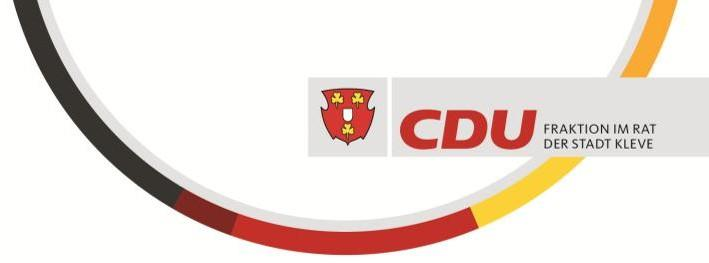 CDU FRAKTION IM RAT
DER STADT KLEVE